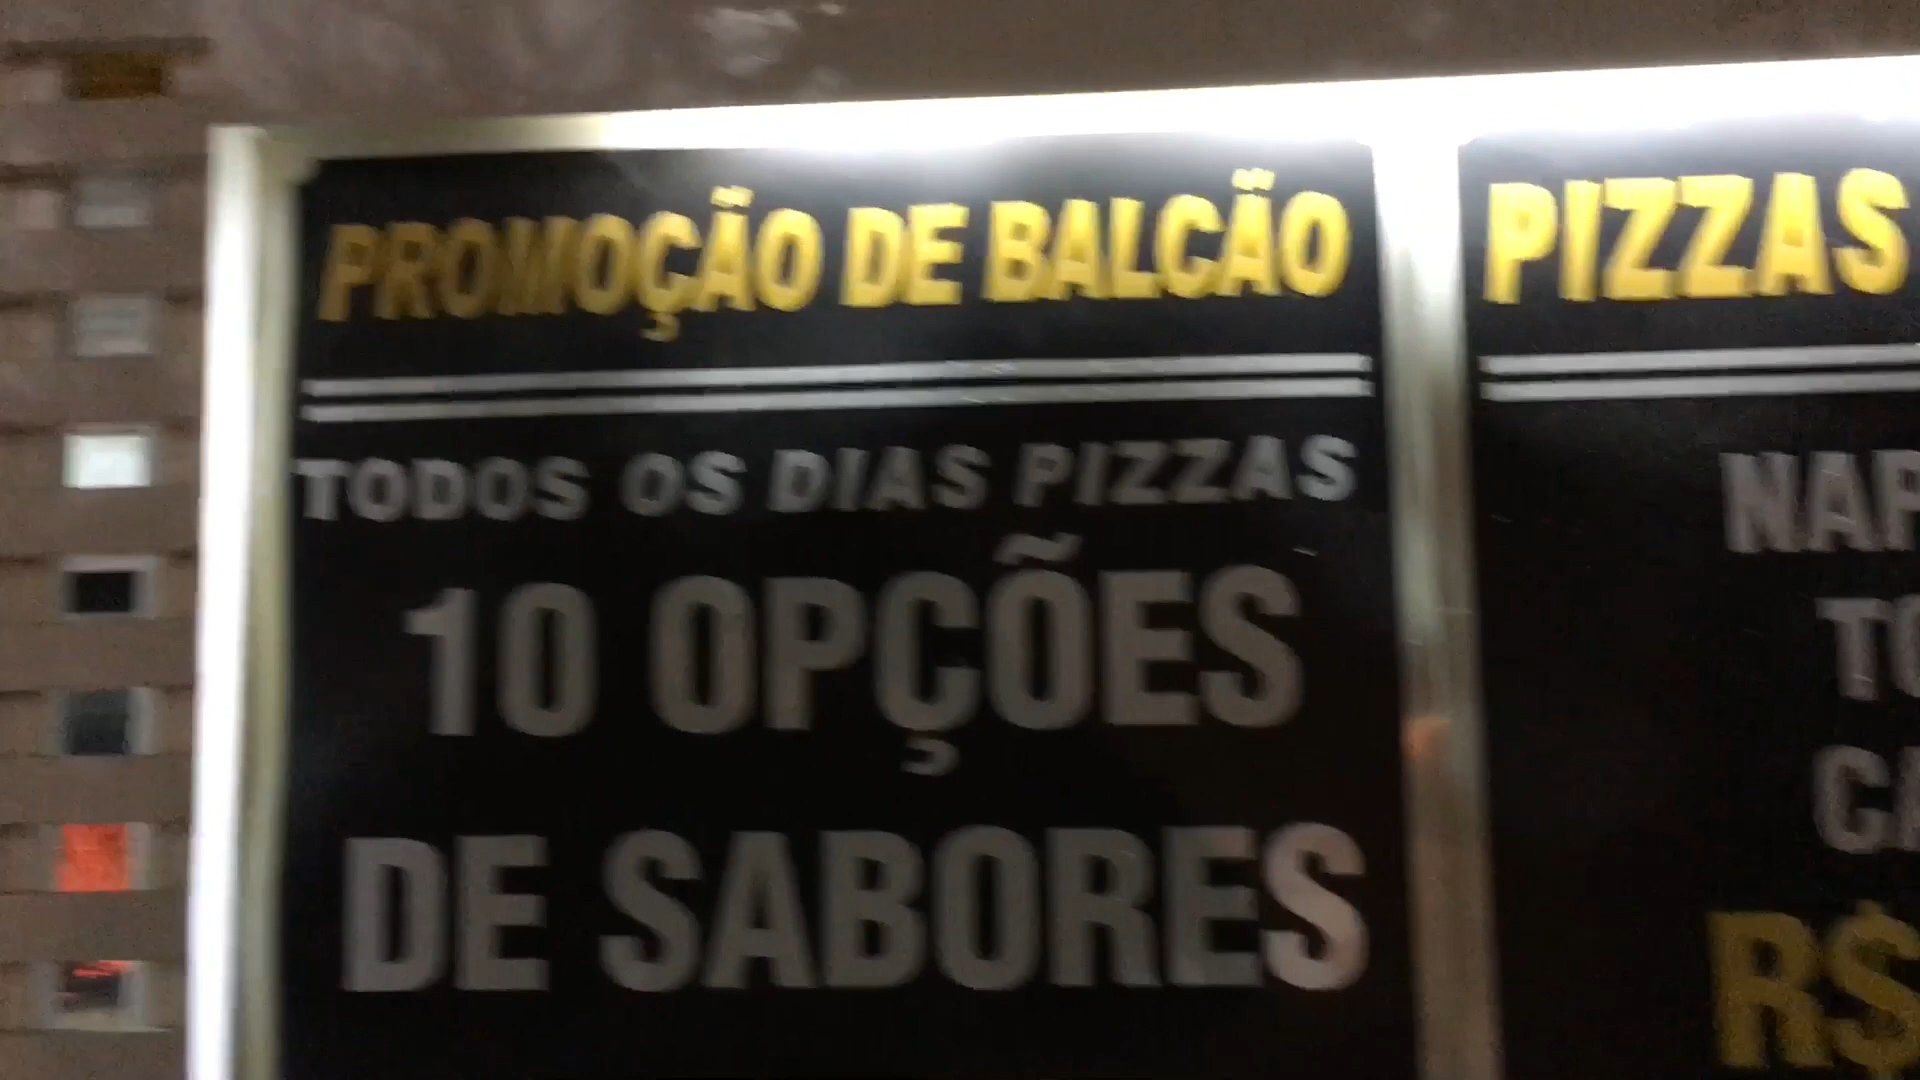 PROMOÇÃO DE BALCÃO
TODOS OS DIAS PIZZAS
10 OPÇÕES
DE SABORES
PIZZAS
NAP
TO
CA
R$